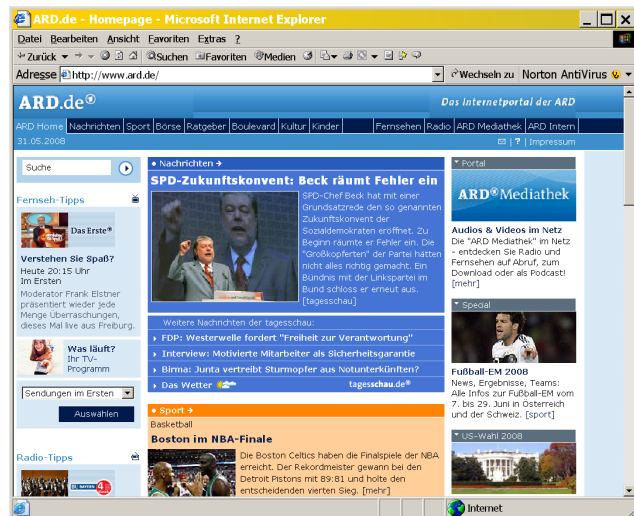 ARD.de - Homepage - Microsoft Internet Explorer
Datei Bearbeiten Ansicht Favoriten Extras ?
Zurück Suchen Favoriten Medien
Adresse http://www.ard.de/ Wechseln zu Norton AntiVirus
ARD.de Das Internetportal der ARD
ARD Home Nachrichten Sport Börse Ratgeber Boulevard Kultur Kinder Fernsehen Radio ARD Mediathek ARD Intern
31.05.2008 | ? | Impressum
Suche
Fernseh-Tipps
Das Erste
Verstehen Sie Spaß?
Heute 20:15 Uhr
Im Ersten
Moderator Frank Elstner
präsentiert wieder jede
Menge Überraschungen,
dieses Mal live aus Freiburg.
Was läuft?
Ihr TV-
Programm
Sendungen im Ersten
Auswählen
Radio-Tipps
Nachrichten
SPD-Zukunftskonvent: Beck räumt Fehler ein
SPD-Chef Beck hat mit einer
Grundsatzrede den so genannten
Zukunftskonvent der
Sozialdemokraten eröffnet. Zu
Beginn räumte er Fehler ein. Die
"Großkopferten" der Partei hätten
nicht alles richtig gemacht. Ein
Bündnis mit der Linkspartei im
Bund schloss er erneut aus.
[tagesschau]
Weitere Nachrichten der tagesschau:
FDP: Westerwelle fordert "Freiheit zur Verantwortung"
Interview: Motivierte Mitarbeiter als Sicherheitsgarantie
Birma: Junta vertreibt Sturmopfer aus Notunterkünften?
Das Wetter tagesschau.de
Sport
Basketball
Boston im NBA-Finale
Die Boston Celtics haben die Finalspiele der NBA
erreicht. Der Rekordmeister gewann bei den
Detroit Pistons mit 89:81 und holte den
entscheidenden vierten Sieg. [mehr]
Portal
ARD Mediathek
Audios & Videos im Netz
Die "ARD Mediathek" im Netz
- entdecken Sie Radio und
Fernsehen auf Abruf, zum
Download oder als Podcast!
[mehr]
Special
Fußball-EM 2008
News, Ergebnisse, Teams:
Alle Infos zur Fußball-EM vom
7. bis 29. Juni in Österreich
und der Schweiz. [sport]
US-Wahl 2008
Internet